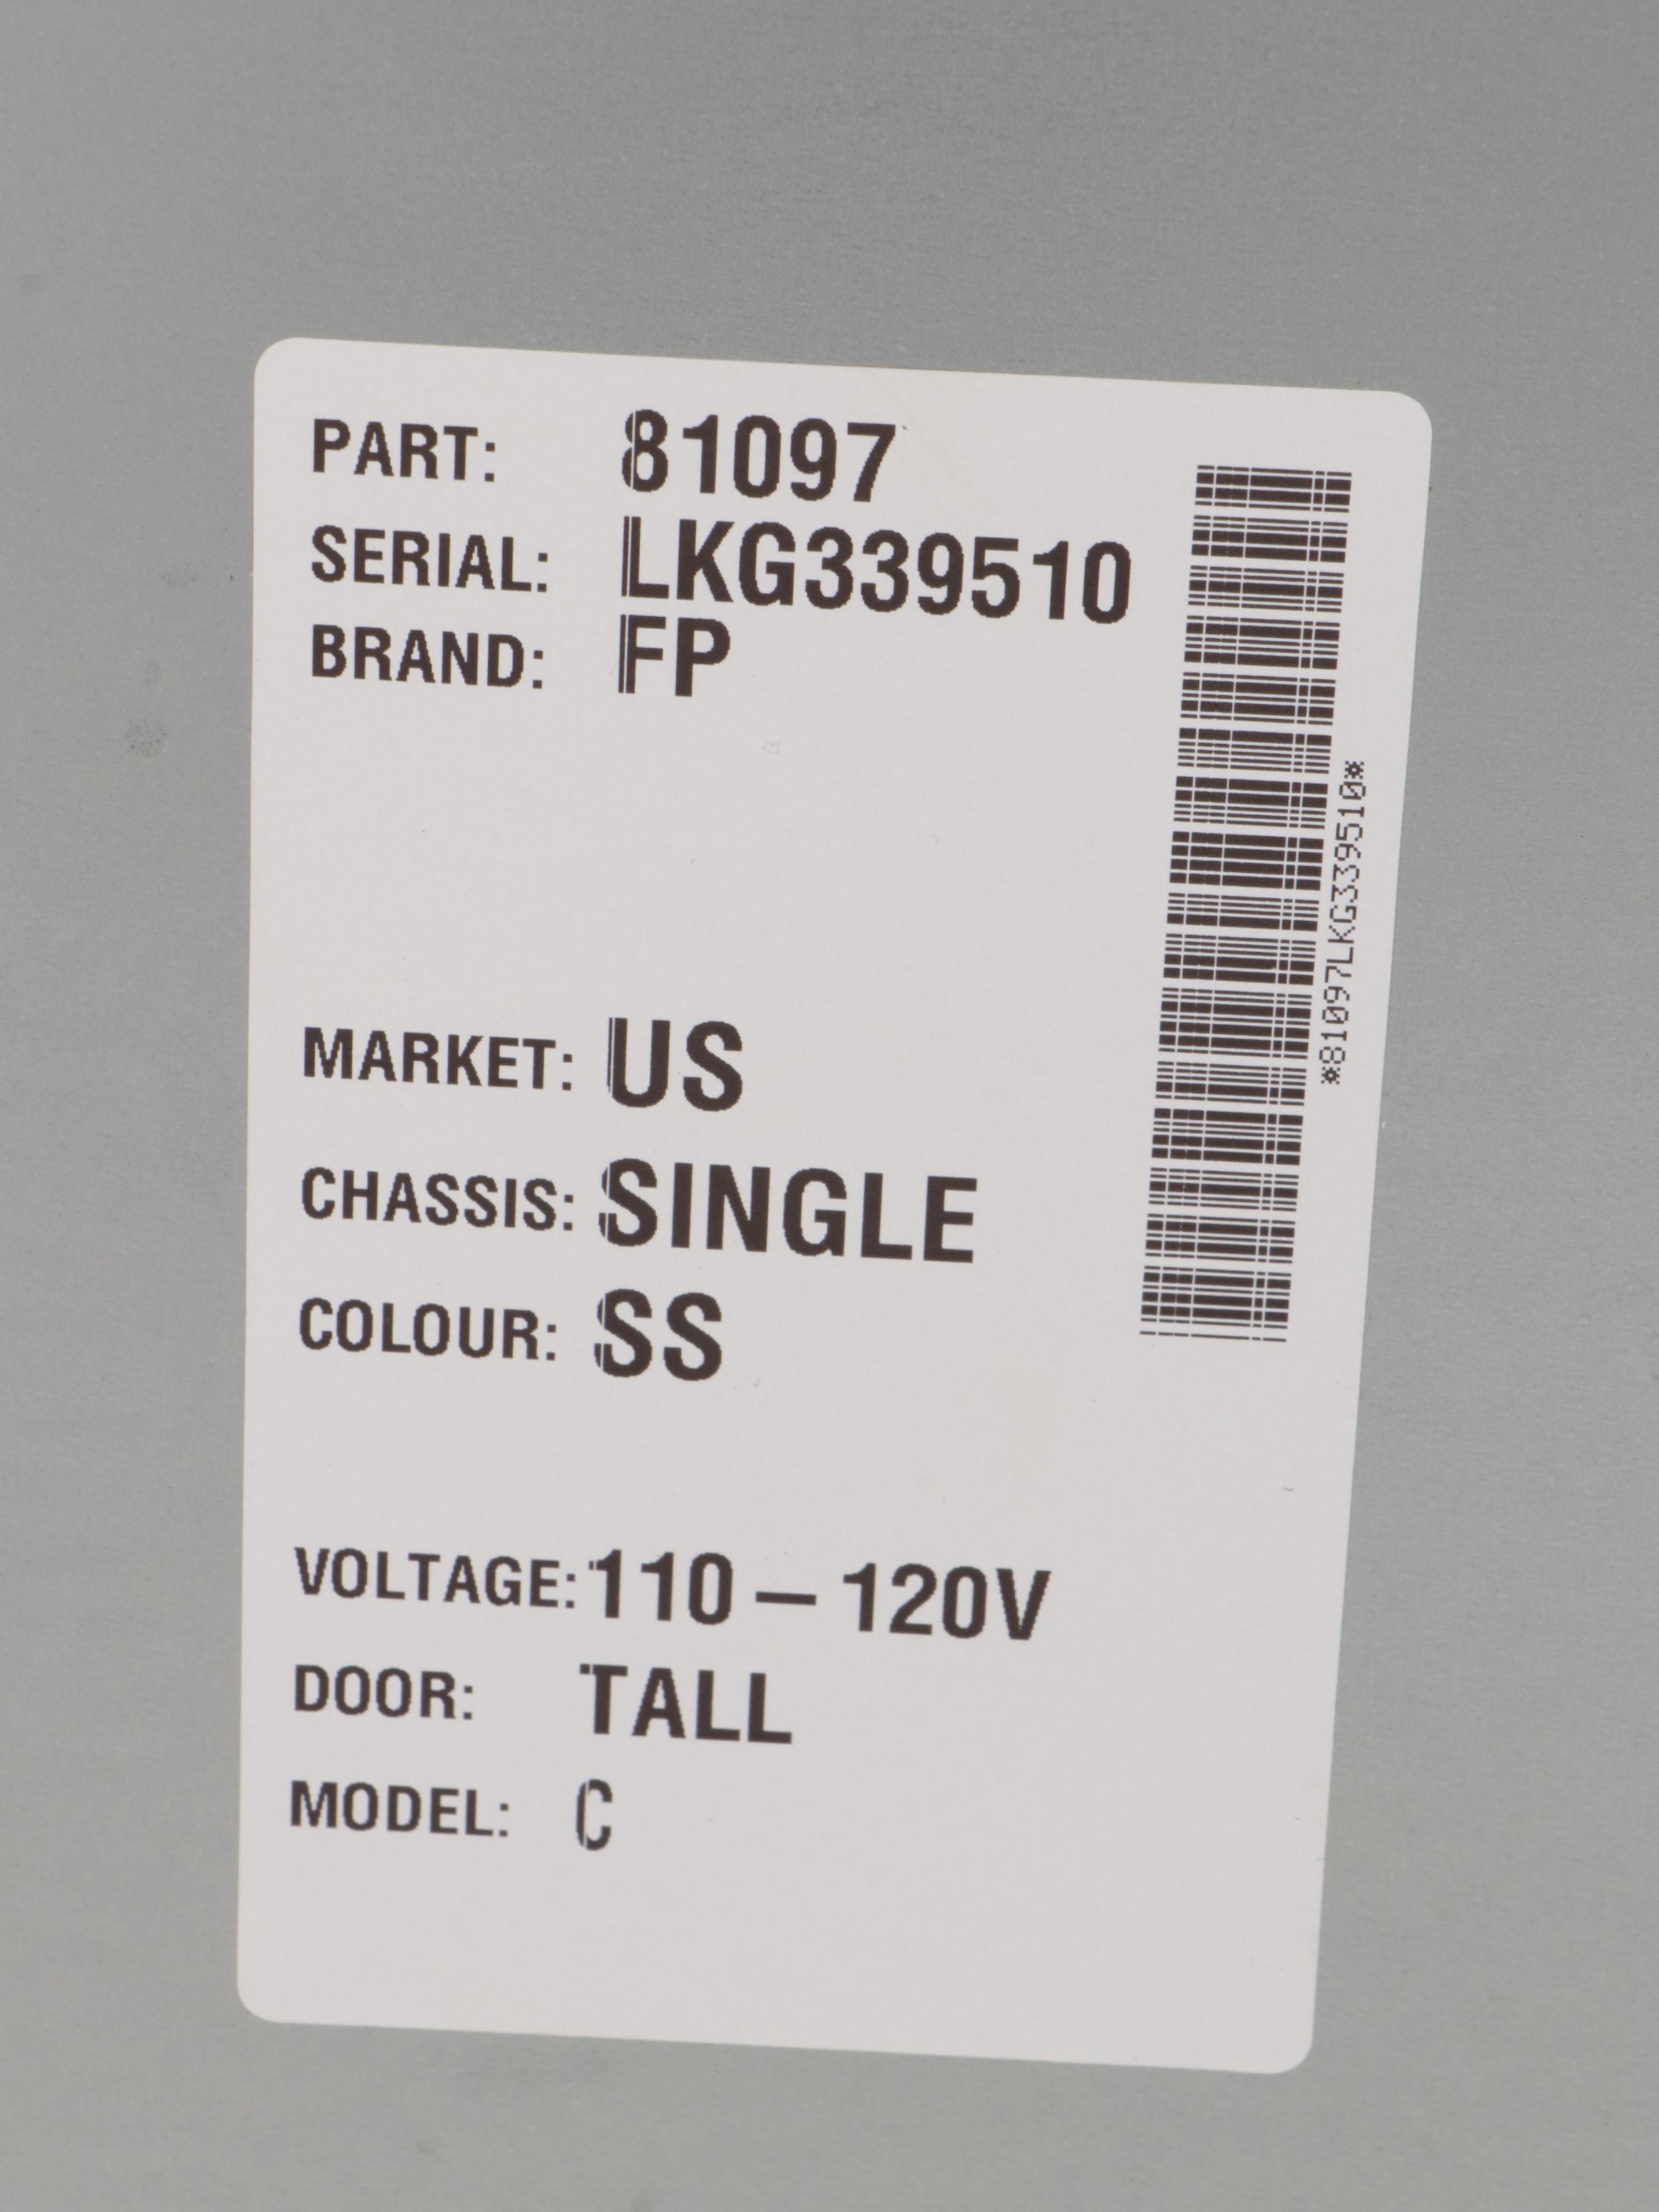 PART: 81097
SERIAL: LKG339510
BRAND: FP
MARKET: US
CHASSIS: SINGLE
COLOUR: SS
VOLTAGE: 110 – 120V
DOOR: TALL
MODEL: C
*81097LKG339510*